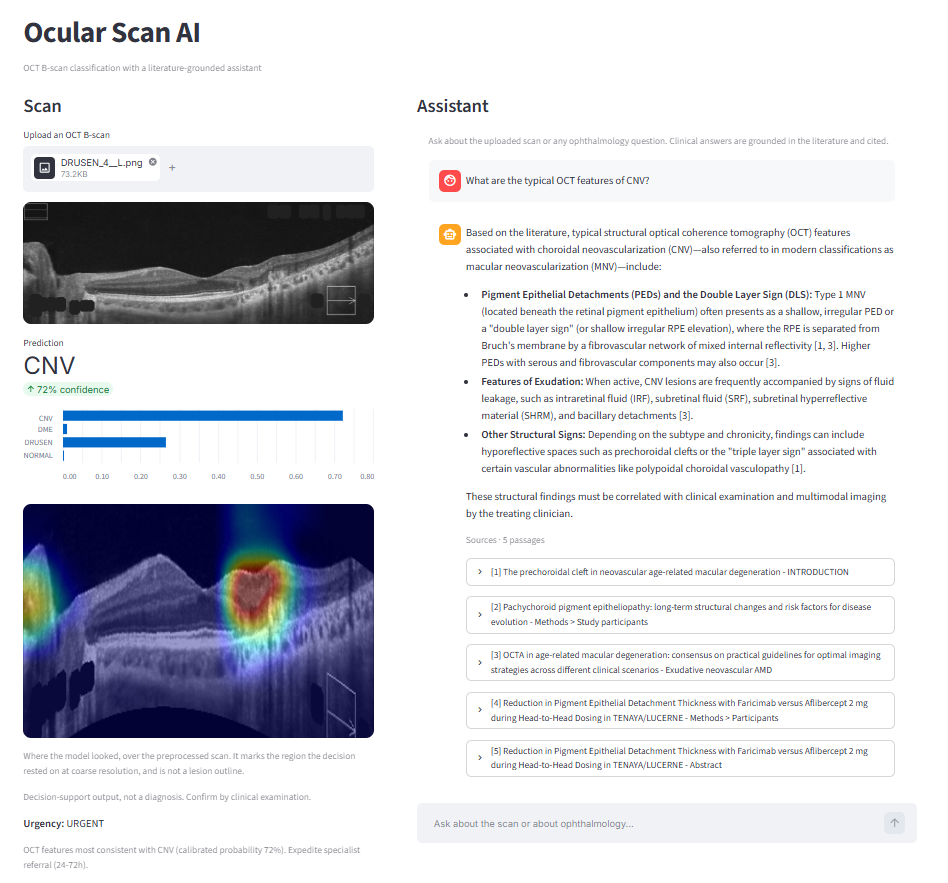 Ocular Scan AI
OCT B-scan classification with a literature-grounded assistant
Scan
Upload an OCT B-scan
DRUSEN_4__L.png
73.2KB
Prediction
CNV
↑ 72% confidence
CNV
DME
DRUSEN
NORMAL
0.00 0.10 0.20 0.30 0.40 0.50 0.60 0.70 0.80
Where the model looked, over the preprocessed scan. It marks the region the decision
rested on at coarse resolution, and is not a lesion outline.
Decision-support output, not a diagnosis. Confirm by clinical examination.
Urgency: URGENT
OCT features most consistent with CNV (calibrated probability 72%). Expedite specialist
referral (24-72h).
Assistant
Ask about the uploaded scan or any ophthalmology question. Clinical answers are grounded in the literature and cited.
What are the typical OCT features of CNV?
Based on the literature, typical structural optical coherence tomography (OCT) features
associated with choroidal neovascularization (CNV)—also referred to in modern classifications as
macular neovascularization (MNV)—include:
• Pigment Epithelial Detachments (PEDs) and the Double Layer Sign (DLS): Type 1 MNV
(located beneath the retinal pigment epithelium) often presents as a shallow, irregular PED or
a "double layer sign" (or shallow irregular RPE elevation), where the RPE is separated from
Bruch's membrane by a fibrovascular network of mixed internal reflectivity [1, 3]. Higher
PEDs with serous and fibrovascular components may also occur [3].
• Features of Exudation: When active, CNV lesions are frequently accompanied by signs of fluid
leakage, such as intraretinal fluid (IRF), subretinal fluid (SRF), subretinal hyperreflective
material (SHRM), and bacillary detachments [3].
• Other Structural Signs: Depending on the subtype and chronicity, findings can include
hyporeflective spaces such as prechoroidal clefts or the "triple layer sign" associated with
certain vascular abnormalities like polypoidal choroidal vasculopathy [1].
These structural findings must be correlated with clinical examination and multimodal imaging
by the treating clinician.
Sources · 5 passages
[1] The prechoroidal cleft in neovascular age-related macular degeneration - INTRODUCTION
[2] Pachychoroid pigment epitheliopathy: long-term structural changes and risk factors for disease
evolution - Methods > Study participants
[3] OCTA in age-related macular degeneration: consensus on practical guidelines for optimal imaging
strategies across different clinical scenarios - Exudative neovascular AMD
[4] Reduction in Pigment Epithelial Detachment Thickness with Faricimab versus Aflibercept 2 mg
during Head-to-Head Dosing in TENAYA/LUCERNE - Methods > Participants
[5] Reduction in Pigment Epithelial Detachment Thickness with Faricimab versus Aflibercept 2 mg
during Head-to-Head Dosing in TENAYA/LUCERNE - Abstract
Ask about the scan or about ophthalmology...